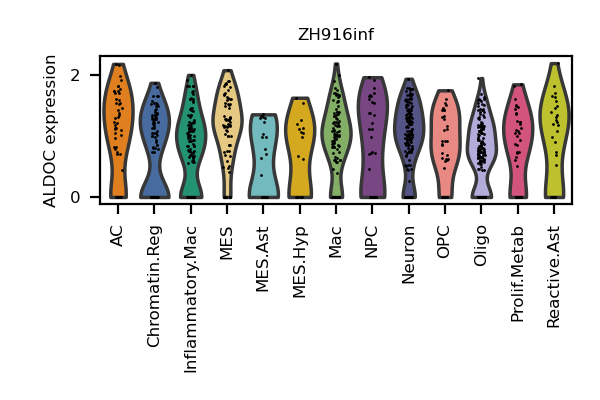 ZH916inf
ALDOC expression
2
0
AC
Chromatin.Reg
Inflammatory.Mac
MES
MES.Ast
MES.Hyp
Mac
NPC
Neuron
OPC
Oligo
Prolif.Metab
Reactive.Ast